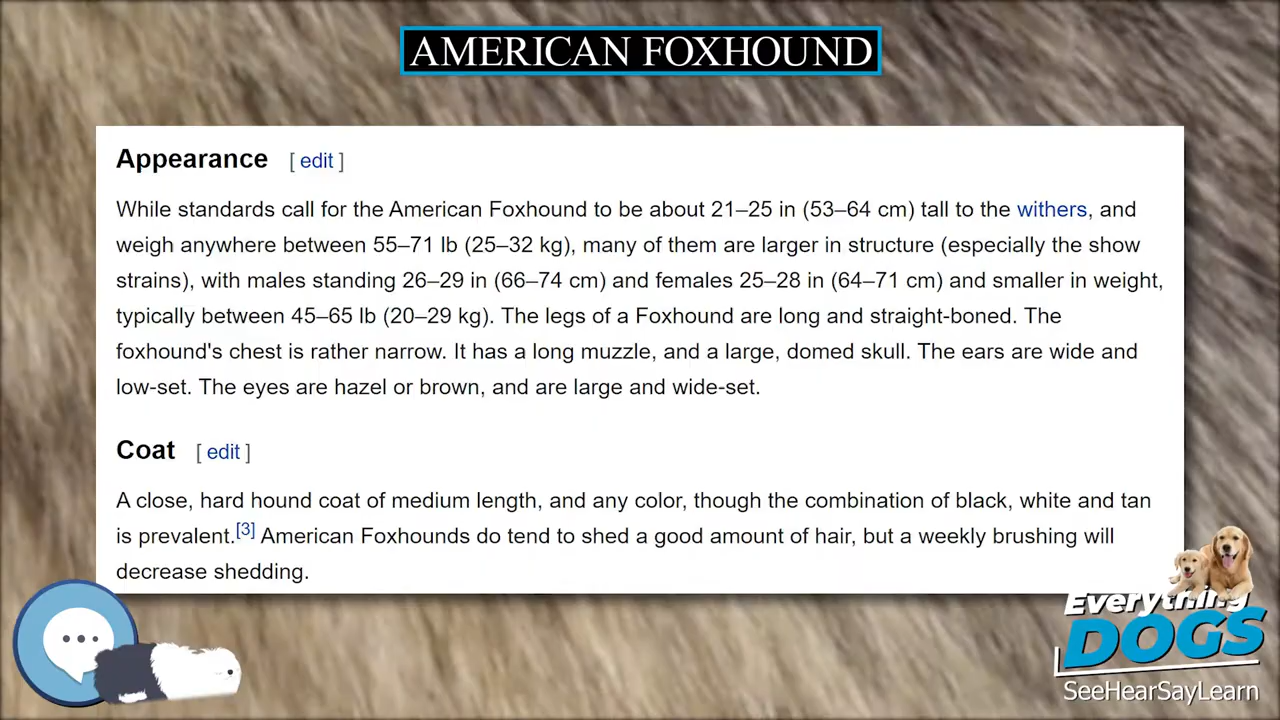 AMERICAN FOXHOUND
Appearance [ edit ]
While standards call for the American Foxhound to be about 21–25 in (53–64 cm) tall to the withers, and
weigh anywhere between 55–71 lb (25–32 kg), many of them are larger in structure (especially the show
strains), with males standing 26–29 in (66–74 cm) and females 25–28 in (64–71 cm) and smaller in weight,
typically between 45–65 lb (20–29 kg). The legs of a Foxhound are long and straight-boned. The
foxhound's chest is rather narrow. It has a long muzzle, and a large, domed skull. The ears are wide and
low-set. The eyes are hazel or brown, and are large and wide-set.
Coat [ edit ]
A close, hard hound coat of medium length, and any color, though the combination of black, white and tan
is prevalent.[3] American Foxhounds do tend to shed a good amount of hair, but a weekly brushing will
decrease shedding.
Everything
DOGS
SeeHearSayLearn